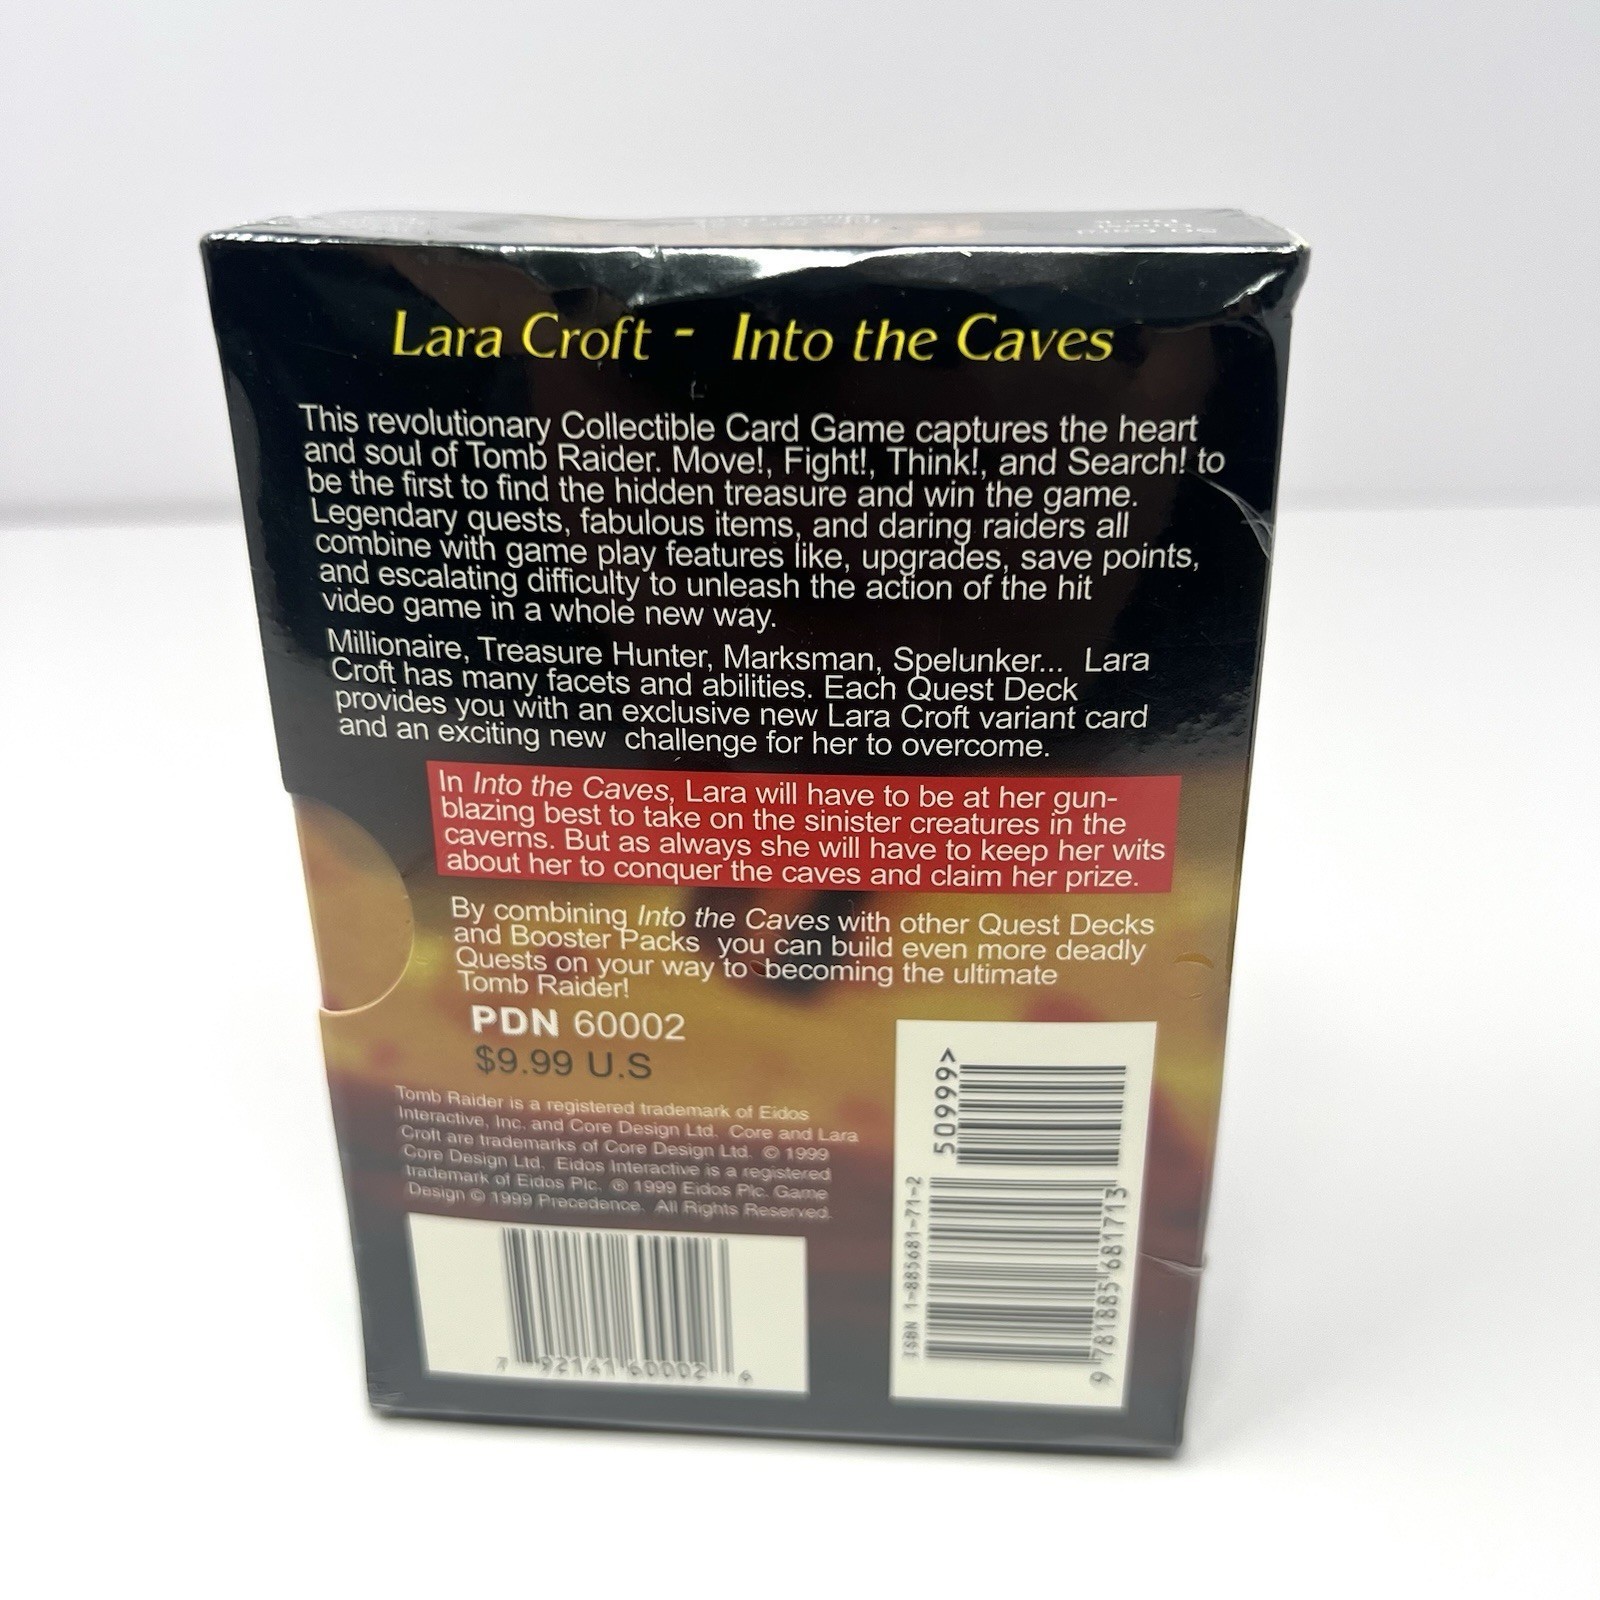 Lara Croft - Into the Caves
This revolutionary Collectible Card Game captures the heart
and soul of Tomb Raider. Move!, Fight!, Think!, and Search! to
be the first to find the hidden treasure and win the game.
Legendary quests, fabulous items, and daring raiders all
combine with game play features like, upgrades, save points,
and escalating difficulty to unleash the action of the hit
video game in a whole new way.
Millionaire, Treasure Hunter, Marksman, Spelunker... Lara
Croft has many facets and abilities. Each Quest Deck
provides you with an exclusive new Lara Croft variant card
and an exciting new challenge for her to overcome.
In Into the Caves, Lara will have to be at her gun-
blazing best to take on the sinister creatures in the
caverns. But as always she will have to keep her wits
about her to conquer the caves and claim her prize.
By combining Into the Caves with other Quest Decks
and Booster Packs you can build even more deadly
Quests on your way to becoming the ultimate
Tomb Raider!
PDN 60002
$9.99 U.S
Tomb Raider is a registered trademark of Eidos
Interactive, Inc. and Core Design Ltd. Core and Lara
Croft are trademarks of Core Design Ltd. © 1999
Core Design Ltd. Eidos Interactive is a registered
trademark of Eidos Plc. ® 1999 Eidos Plc. Game
Design © 1999 Precedence. All Rights Reserved.
7 92141 60002 6
50999>
ISBN 1-885681-71-2
9 781885 681713